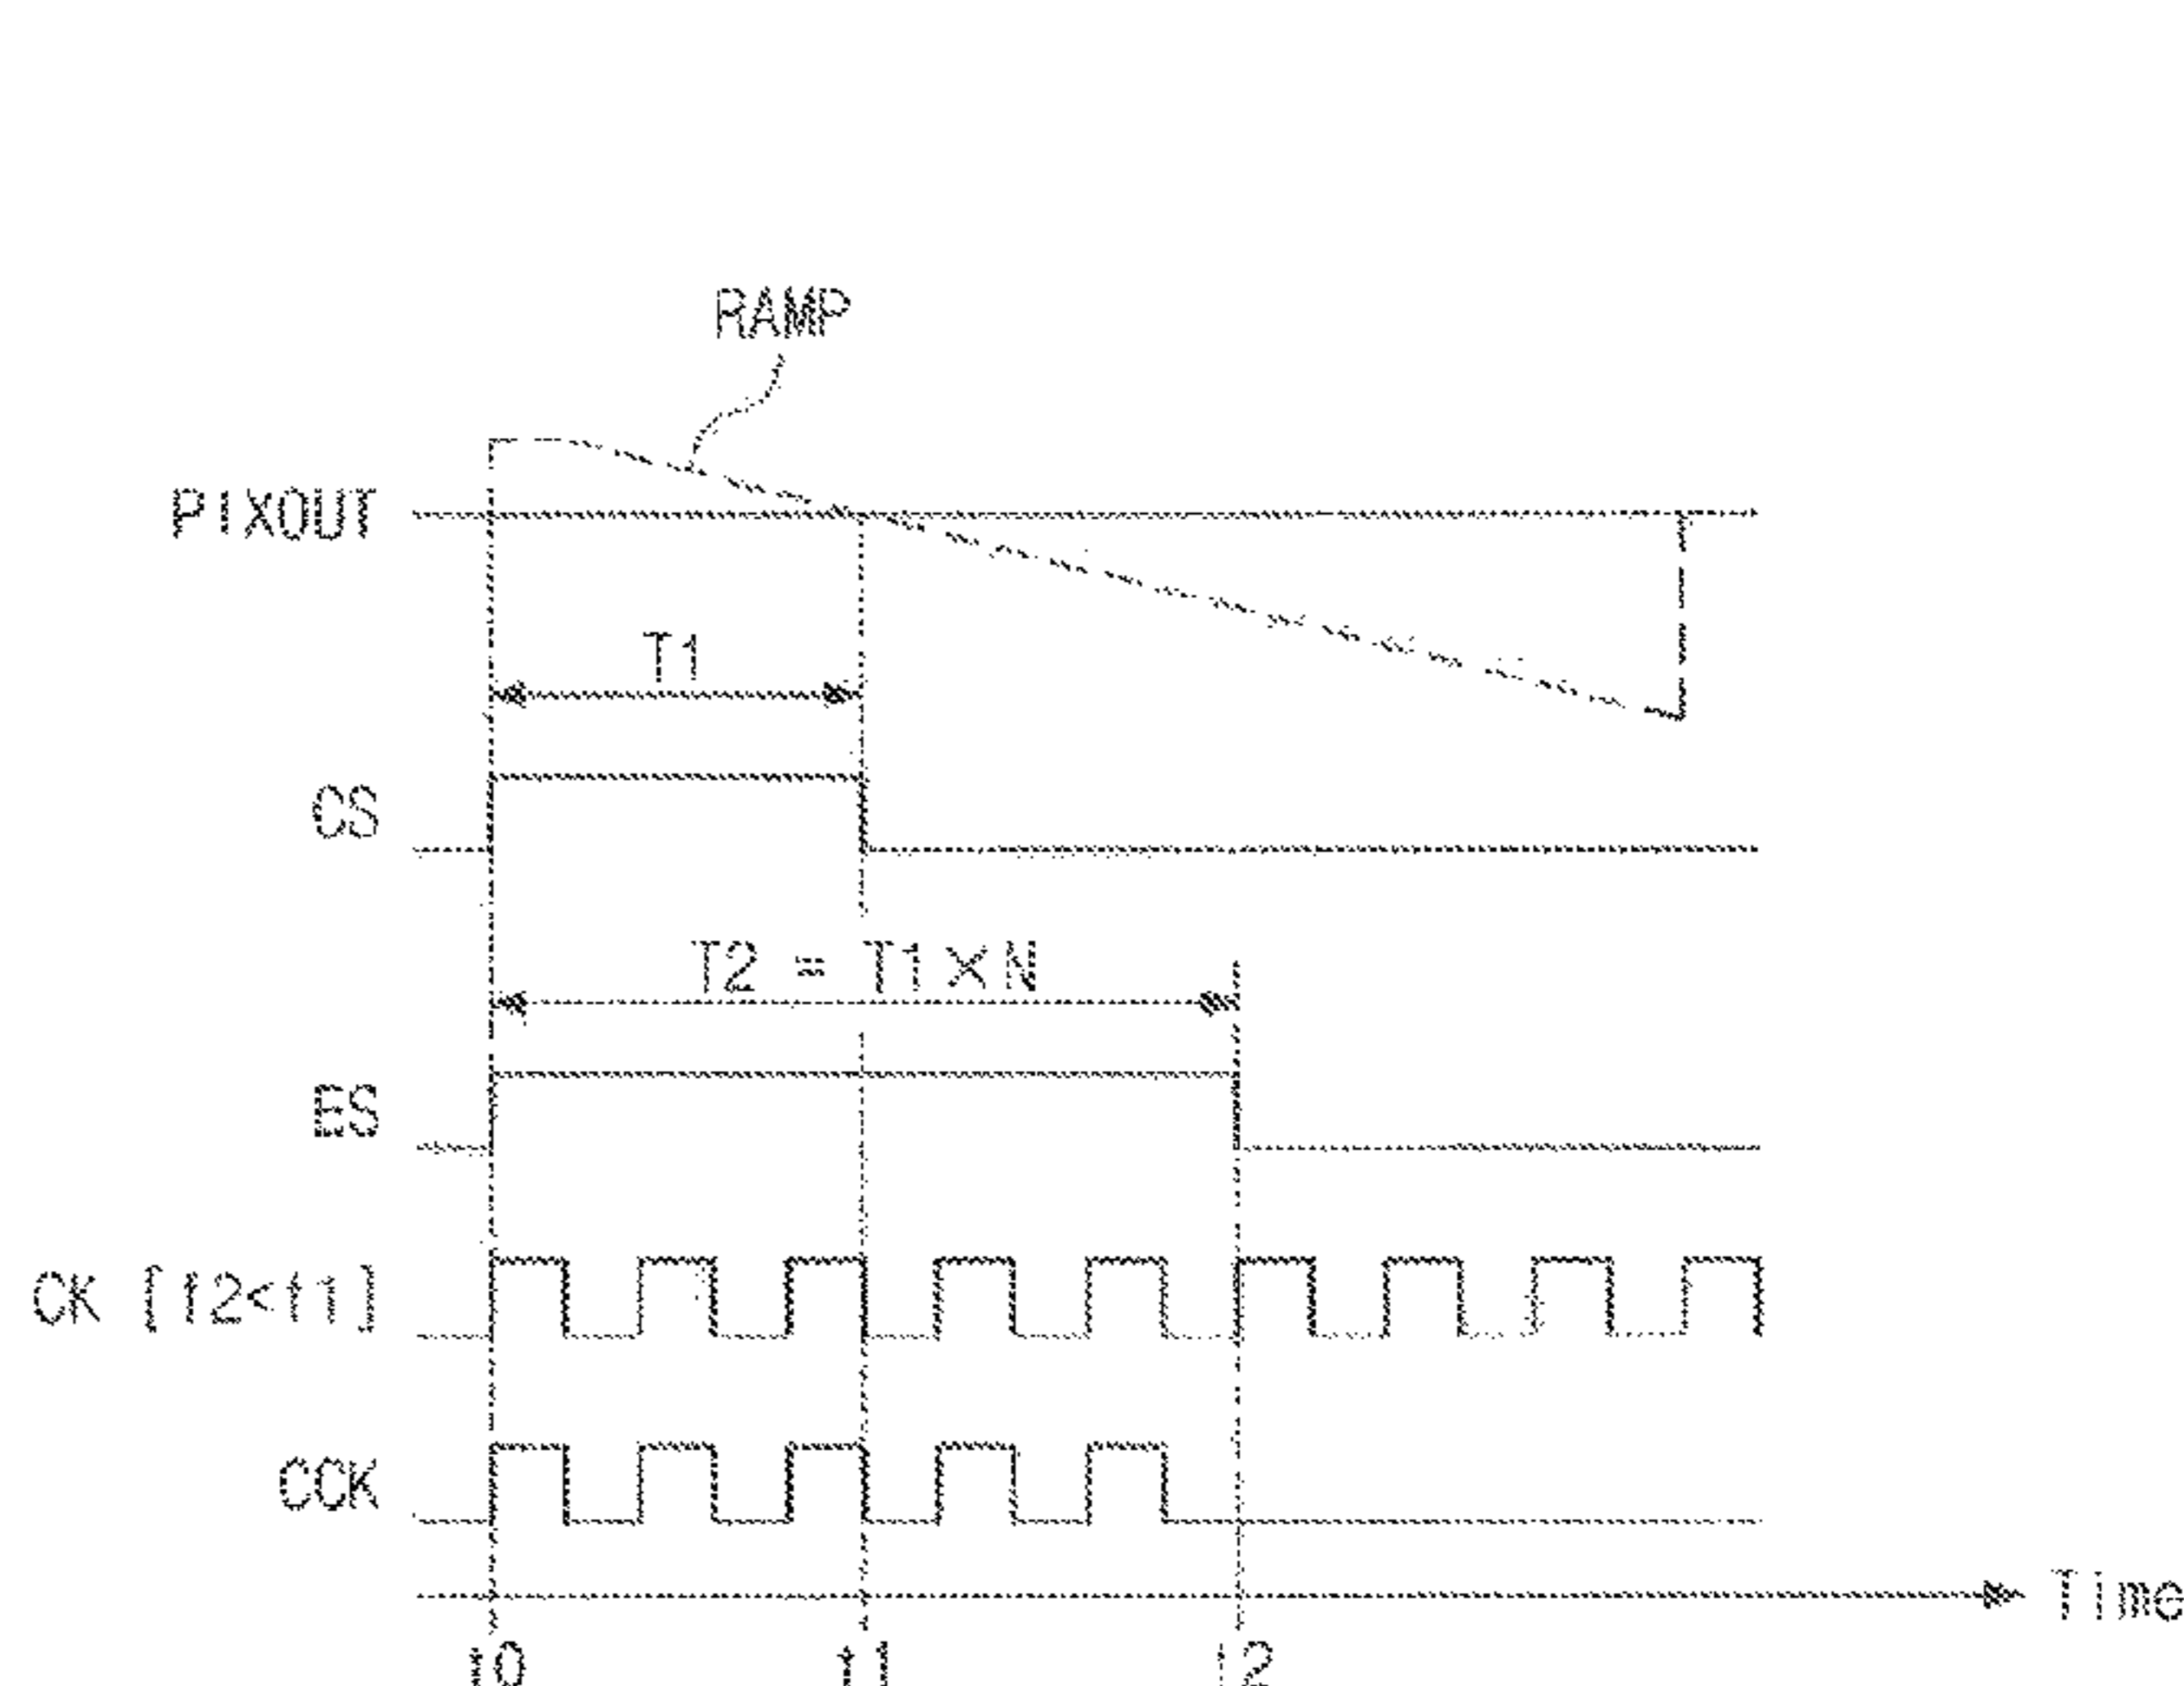 RAMP
PIXOUT
T1
CS
T2 = T1×N
ES
CK [f2<f1]
CCK
Time
t0 t1 t2